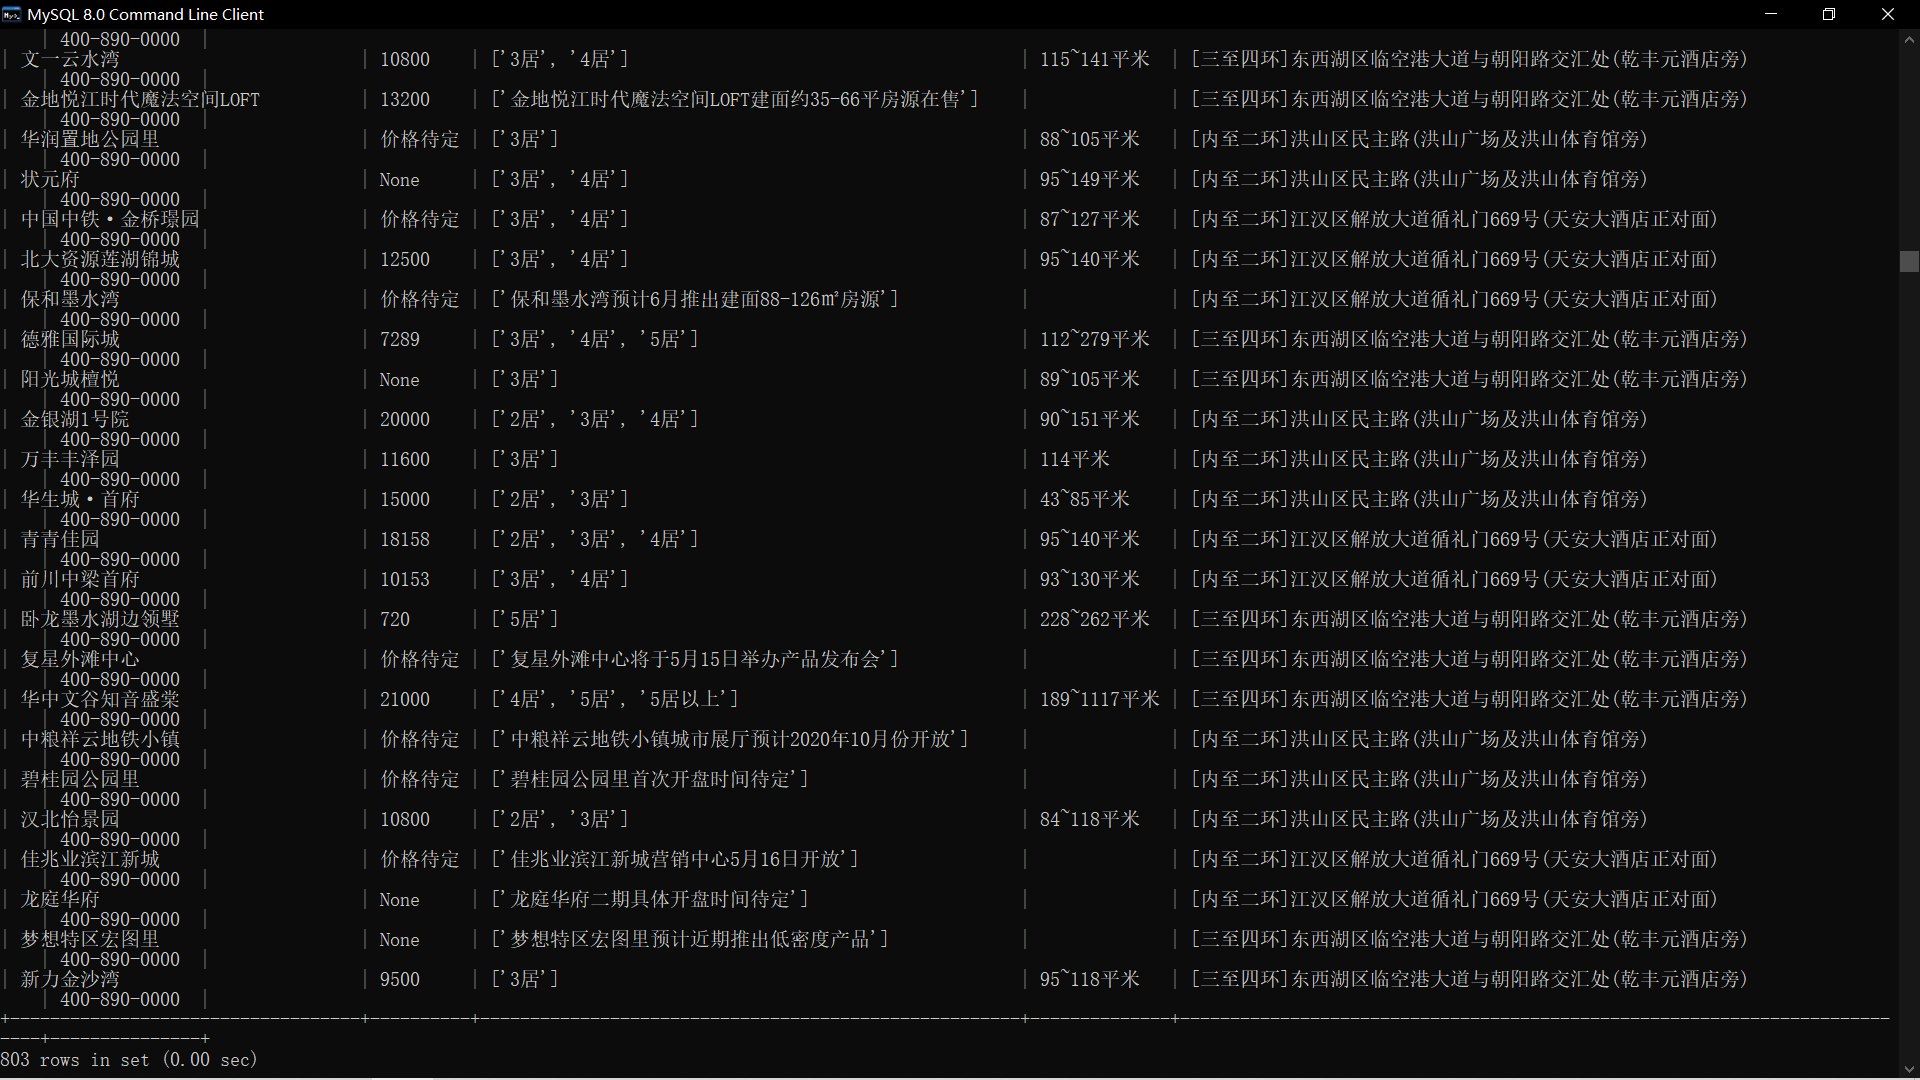 MySQL 8.0 Command Line Client
| 400-890-0000 |
| 文一云水湾 | 10800 | ['3居', '4居'] | 115~141平米 | [三至四环]东西湖区临空港大道与朝阳路交汇处(乾丰元酒店旁)
| 400-890-0000 |
| 金地悦江时代魔法空间LOFT | 13200 | ['金地悦江时代魔法空间LOFT建面约35-66平房源在售'] | | [三至四环]东西湖区临空港大道与朝阳路交汇处(乾丰元酒店旁)
| 400-890-0000 |
| 华润置地公园里 | 价格待定 | ['3居'] | 88~105平米 | [内至二环]洪山区民主路(洪山广场及洪山体育馆旁)
| 400-890-0000 |
| 状元府 | None | ['3居', '4居'] | 95~149平米 | [内至二环]洪山区民主路(洪山广场及洪山体育馆旁)
| 400-890-0000 |
| 中国中铁·金桥璟园 | 价格待定 | ['3居', '4居'] | 87~127平米 | [内至二环]江汉区解放大道循礼门669号(天安大酒店正对面)
| 400-890-0000 |
| 北大资源莲湖锦城 | 12500 | ['3居', '4居'] | 95~140平米 | [内至二环]江汉区解放大道循礼门669号(天安大酒店正对面)
| 400-890-0000 |
| 保和墨水湾 | 价格待定 | ['保和墨水湾预计6月推出建面88-126㎡房源'] | | [内至二环]江汉区解放大道循礼门669号(天安大酒店正对面)
| 400-890-0000 |
| 德雅国际城 | 7289 | ['3居', '4居', '5居'] | 112~279平米 | [三至四环]东西湖区临空港大道与朝阳路交汇处(乾丰元酒店旁)
| 400-890-0000 |
| 阳光城檀悦 | None | ['3居'] | 89~105平米 | [三至四环]东西湖区临空港大道与朝阳路交汇处(乾丰元酒店旁)
| 400-890-0000 |
| 金银湖1号院 | 20000 | ['2居', '3居', '4居'] | 90~151平米 | [内至二环]洪山区民主路(洪山广场及洪山体育馆旁)
| 400-890-0000 |
| 万丰丰泽园 | 11600 | ['3居'] | 114平米 | [内至二环]洪山区民主路(洪山广场及洪山体育馆旁)
| 400-890-0000 |
| 华生城·首府 | 15000 | ['2居', '3居'] | 43~85平米 | [内至二环]洪山区民主路(洪山广场及洪山体育馆旁)
| 400-890-0000 |
| 青青佳园 | 18158 | ['2居', '3居', '4居'] | 95~140平米 | [内至二环]江汉区解放大道循礼门669号(天安大酒店正对面)
| 400-890-0000 |
| 前川中梁首府 | 10153 | ['3居', '4居'] | 93~130平米 | [内至二环]江汉区解放大道循礼门669号(天安大酒店正对面)
| 400-890-0000 |
| 卧龙墨水湖边领墅 | 720 | ['5居'] | 228~262平米 | [三至四环]东西湖区临空港大道与朝阳路交汇处(乾丰元酒店旁)
| 400-890-0000 |
| 复星外滩中心 | 价格待定 | ['复星外滩中心将于5月15日举办产品发布会'] | | [三至四环]东西湖区临空港大道与朝阳路交汇处(乾丰元酒店旁)
| 400-890-0000 |
| 华中文谷知音盛棠 | 21000 | ['4居', '5居', '5居以上'] | 189~1117平米 | [三至四环]东西湖区临空港大道与朝阳路交汇处(乾丰元酒店旁)
| 400-890-0000 |
| 中粮祥云地铁小镇 | 价格待定 | ['中粮祥云地铁小镇城市展厅预计2020年10月份开放'] | | [内至二环]洪山区民主路(洪山广场及洪山体育馆旁)
| 400-890-0000 |
| 碧桂园公园里 | 价格待定 | ['碧桂园公园里首次开盘时间待定'] | | [内至二环]洪山区民主路(洪山广场及洪山体育馆旁)
| 400-890-0000 |
| 汉北怡景园 | 10800 | ['2居', '3居'] | 84~118平米 | [内至二环]洪山区民主路(洪山广场及洪山体育馆旁)
| 400-890-0000 |
| 佳兆业滨江新城 | 价格待定 | ['佳兆业滨江新城营销中心5月16日开放'] | | [内至二环]江汉区解放大道循礼门669号(天安大酒店正对面)
| 400-890-0000 |
| 龙庭华府 | None | ['龙庭华府二期具体开盘时间待定'] | | [内至二环]江汉区解放大道循礼门669号(天安大酒店正对面)
| 400-890-0000 |
| 梦想特区宏图里 | None | ['梦想特区宏图里预计近期推出低密度产品'] | | [三至四环]东西湖区临空港大道与朝阳路交汇处(乾丰元酒店旁)
| 400-890-0000 |
| 新力金沙湾 | 9500 | ['3居'] | 95~118平米 | [三至四环]东西湖区临空港大道与朝阳路交汇处(乾丰元酒店旁)
| 400-890-0000 |
803 rows in set (0.00 sec)